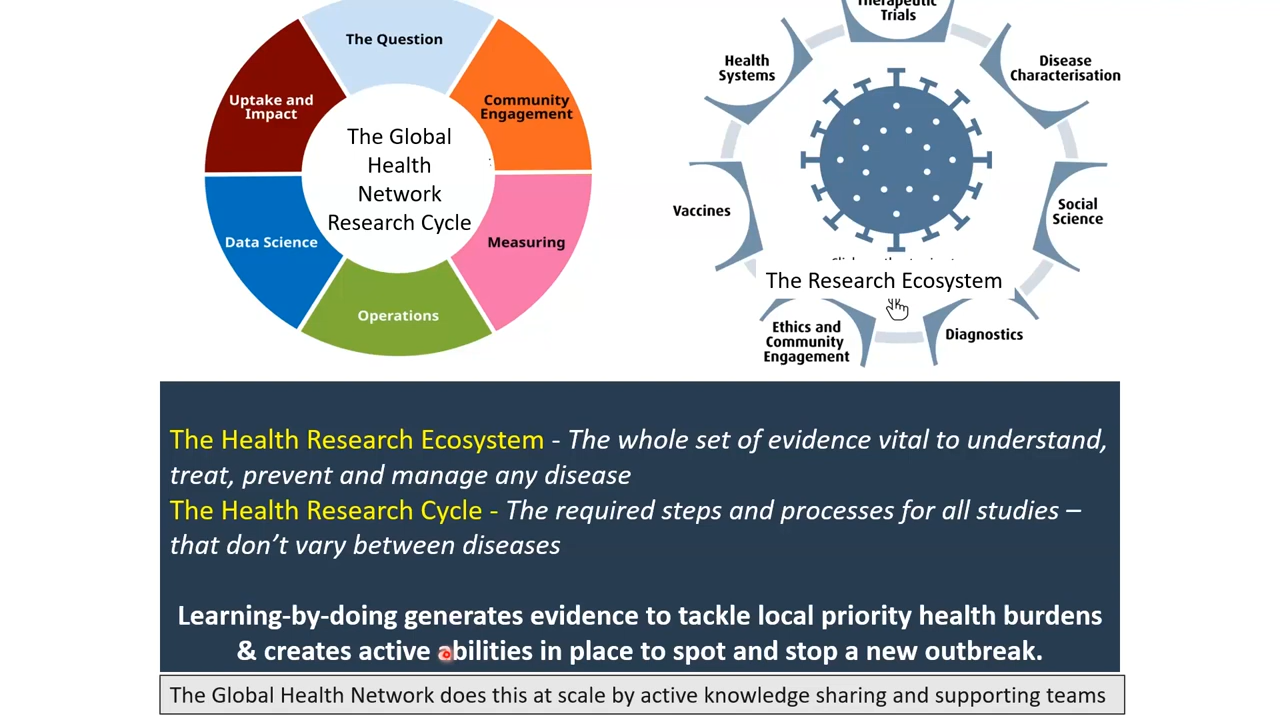 The Question
Community
Engagement
Measuring
Operations
Data Science
Uptake and
Impact
The Global
Health
Network
Research Cycle
Therapeutic
Trials
Disease
Characterisation
Social
Science
Diagnostics
Ethics and
Community
Engagement
Vaccines
Health
Systems
The Research Ecosystem
The Health Research Ecosystem - The whole set of evidence vital to understand,
treat, prevent and manage any disease
The Health Research Cycle - The required steps and processes for all studies –
that don’t vary between diseases
Learning-by-doing generates evidence to tackle local priority health burdens
& creates active abilities in place to spot and stop a new outbreak.
The Global Health Network does this at scale by active knowledge sharing and supporting teams